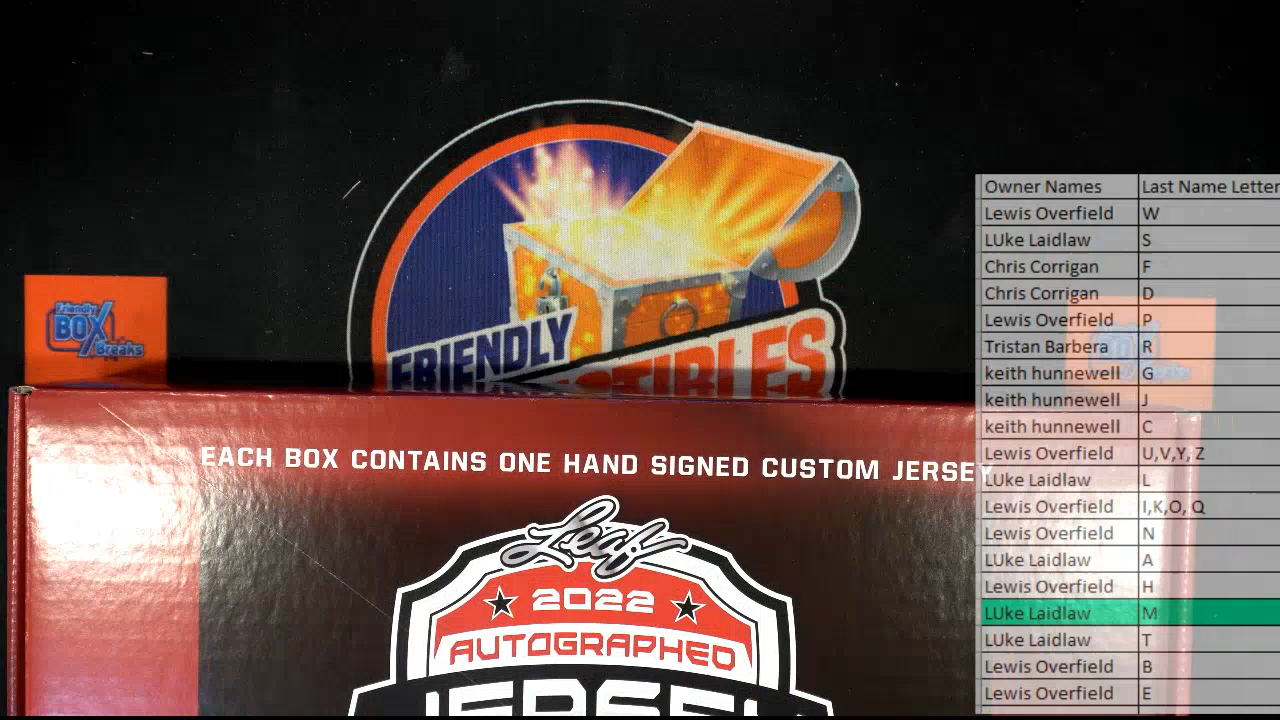 FRIENDLY
Friendly
BOX
Breaks
EACH BOX CONTAINS ONE HAND SIGNED CUSTOM JERSEY
Leaf
2022
AUTOGRAPHED
JERSEY
Owner Names Last Name Letter
Lewis Overfield W
LUke Laidlaw S
Chris Corrigan F
Chris Corrigan D
Lewis Overfield P
Tristan Barbera R
keith hunnewell G
keith hunnewell J
keith hunnewell C
Lewis Overfield U,V,Y, Z
LUke Laidlaw L
Lewis Overfield I,K,O, Q
Lewis Overfield N
LUke Laidlaw A
Lewis Overfield H
LUke Laidlaw M
LUke Laidlaw T
Lewis Overfield B
Lewis Overfield E